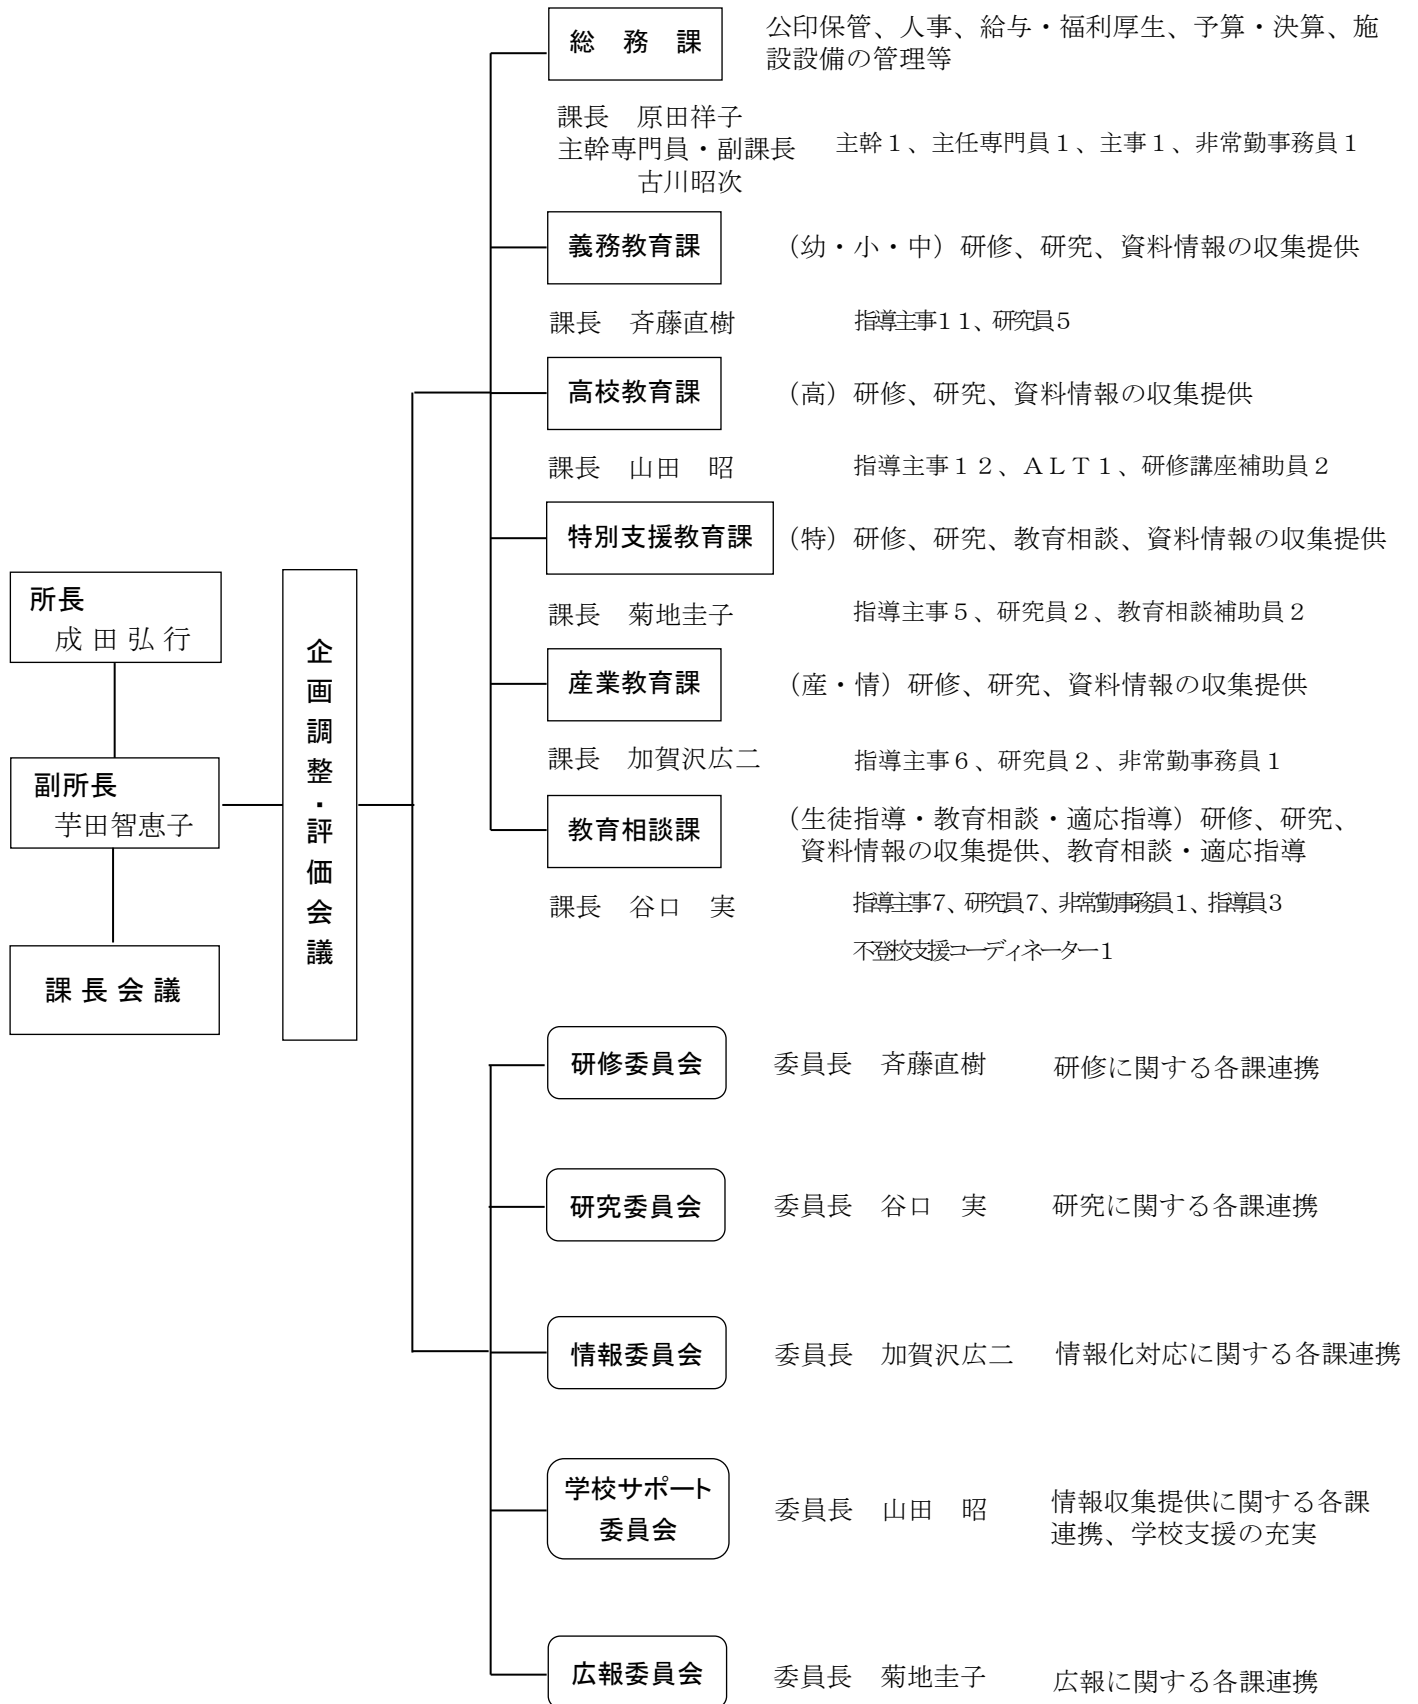 総　務　課
公印保管、人事、給与・福利厚生、予算・決算、施
設設備の管理等
課長　原田祥子
主幹専門員・副課長
古川昭次
主幹１、主任専門員１、主事１、非常勤事務員１
義務教育課
（幼・小・中）研修、研究、資料情報の収集提供
課長　斉藤直樹
指導主事１１、研究員５
高校教育課
（高）研修、研究、資料情報の収集提供
課長　山田　昭
指導主事１２、ＡＬＴ１、研修講座補助員２
特別支援教育課
（特）研修、研究、教育相談、資料情報の収集提供
課長　菊地圭子
指導主事５、研究員２、教育相談補助員２
産業教育課
（産・情）研修、研究、資料情報の収集提供
課長　加賀沢広二
指導主事６、研究員２、非常勤事務員１
教育相談課
（生徒指導・教育相談・適応指導）研修、研究、
資料情報の収集提供、教育相談・適応指導
課長　谷口　実
指導主事７、研究員７、非常勤事務員１、指導員３
不登校支援コーディネーター１
所長
成 田 弘 行
副所長
芋田智恵子
課 長 会 議
企画調整・評価会議
研修委員会
委員長　斉藤直樹
研修に関する各課連携
研究委員会
委員長　谷口　実
研究に関する各課連携
情報委員会
委員長　加賀沢広二
情報化対応に関する各課連携
学校サポート
委員会
委員長　山田　昭
情報収集提供に関する各課
連携、学校支援の充実
広報委員会
委員長　菊地圭子
広報に関する各課連携